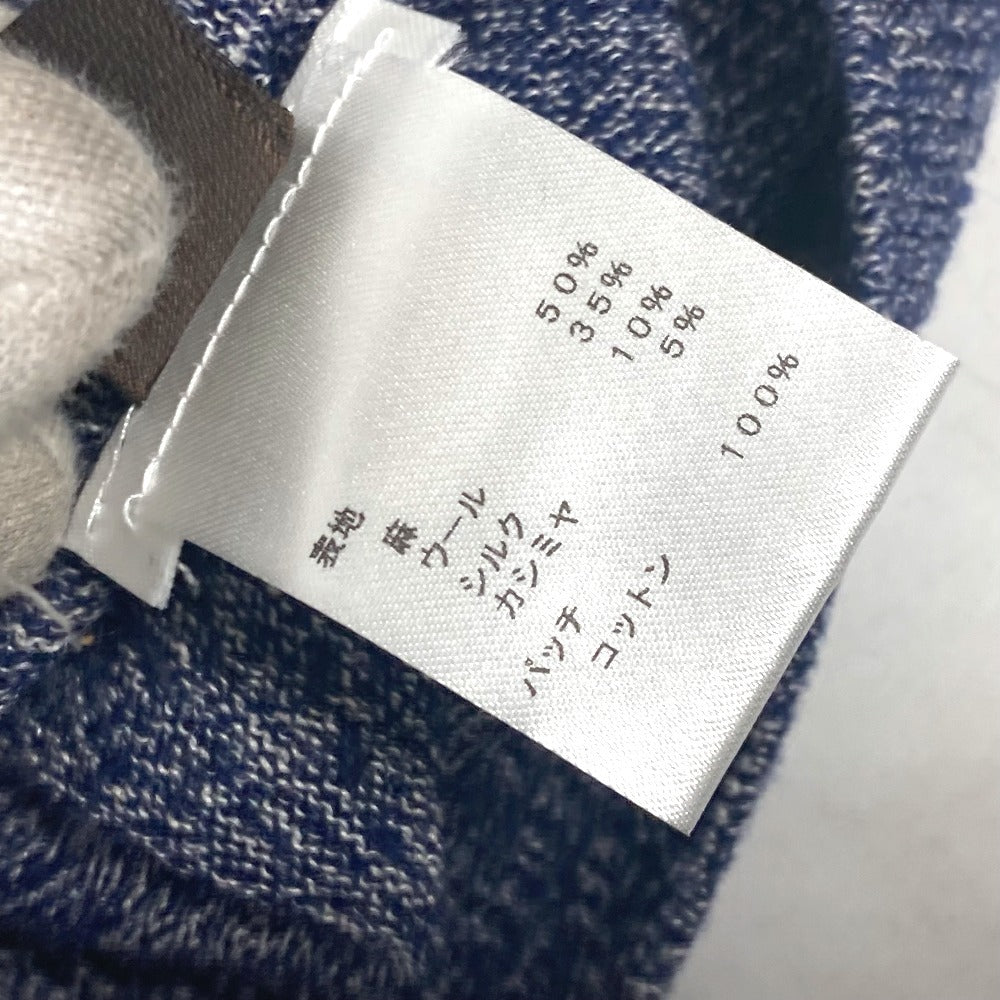 表地
麻 50%
ウール 35%
シルク 10%
カシミヤ 5%
パッチ
コットン 100%